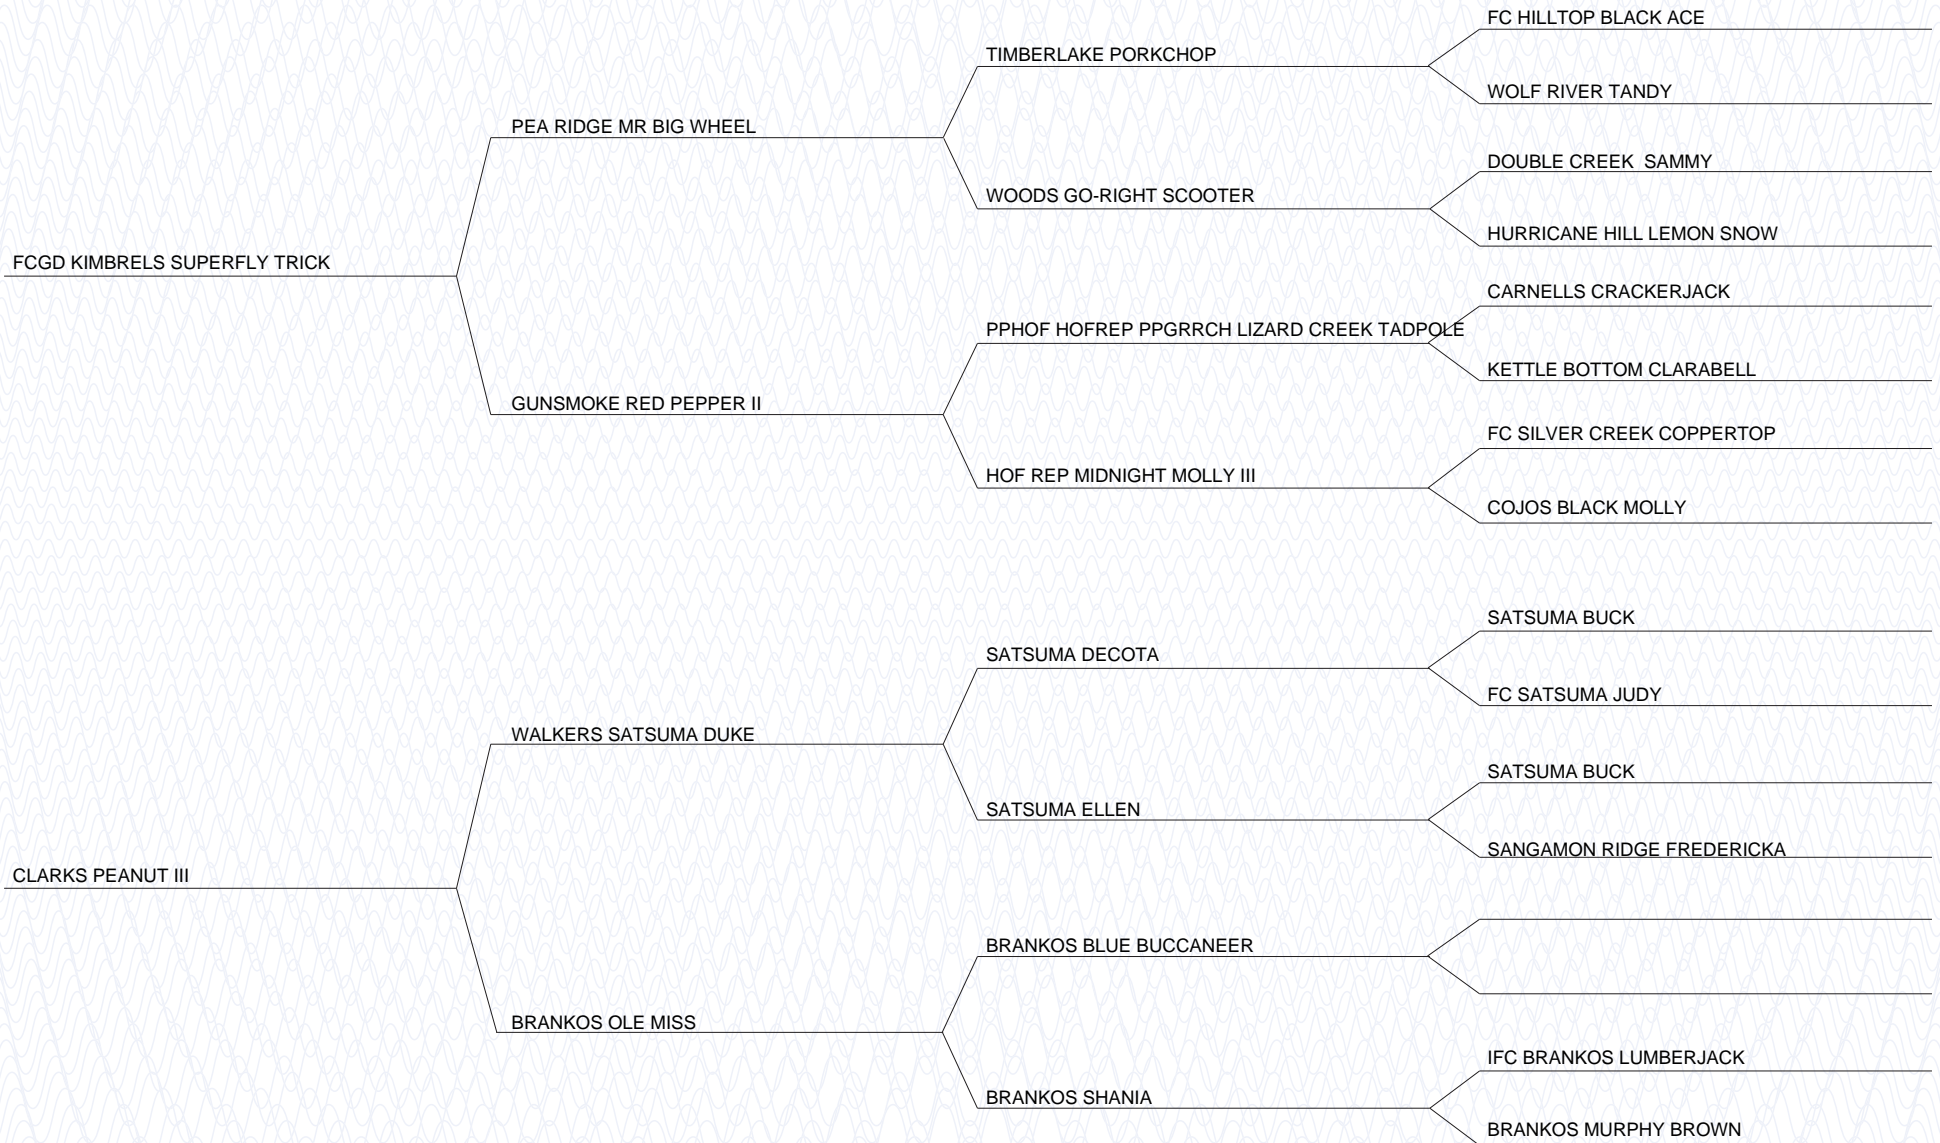 FC HILLTOP BLACK ACE
TIMBERLAKE PORKCHOP
WOLF RIVER TANDY
PEA RIDGE MR BIG WHEEL
DOUBLE CREEK  SAMMY
WOODS GO-RIGHT SCOOTER
HURRICANE HILL LEMON SNOW
FCGD KIMBRELS SUPERFLY TRICK
CARNELLS CRACKERJACK
PPHOF HOFREP PPGRRCH LIZARD CREEK TADPOLE
KETTLE BOTTOM CLARABELL
GUNSMOKE RED PEPPER II
FC SILVER CREEK COPPERTOP
HOF REP MIDNIGHT MOLLY III
COJOS BLACK MOLLY
SATSUMA BUCK
SATSUMA DECOTA
FC SATSUMA JUDY
WALKERS SATSUMA DUKE
SATSUMA BUCK
SATSUMA ELLEN
SANGAMON RIDGE FREDERICKA
CLARKS PEANUT III
BRANKOS BLUE BUCCANEER
BRANKOS OLE MISS
IFC BRANKOS LUMBERJACK
BRANKOS SHANIA
BRANKOS MURPHY BROWN